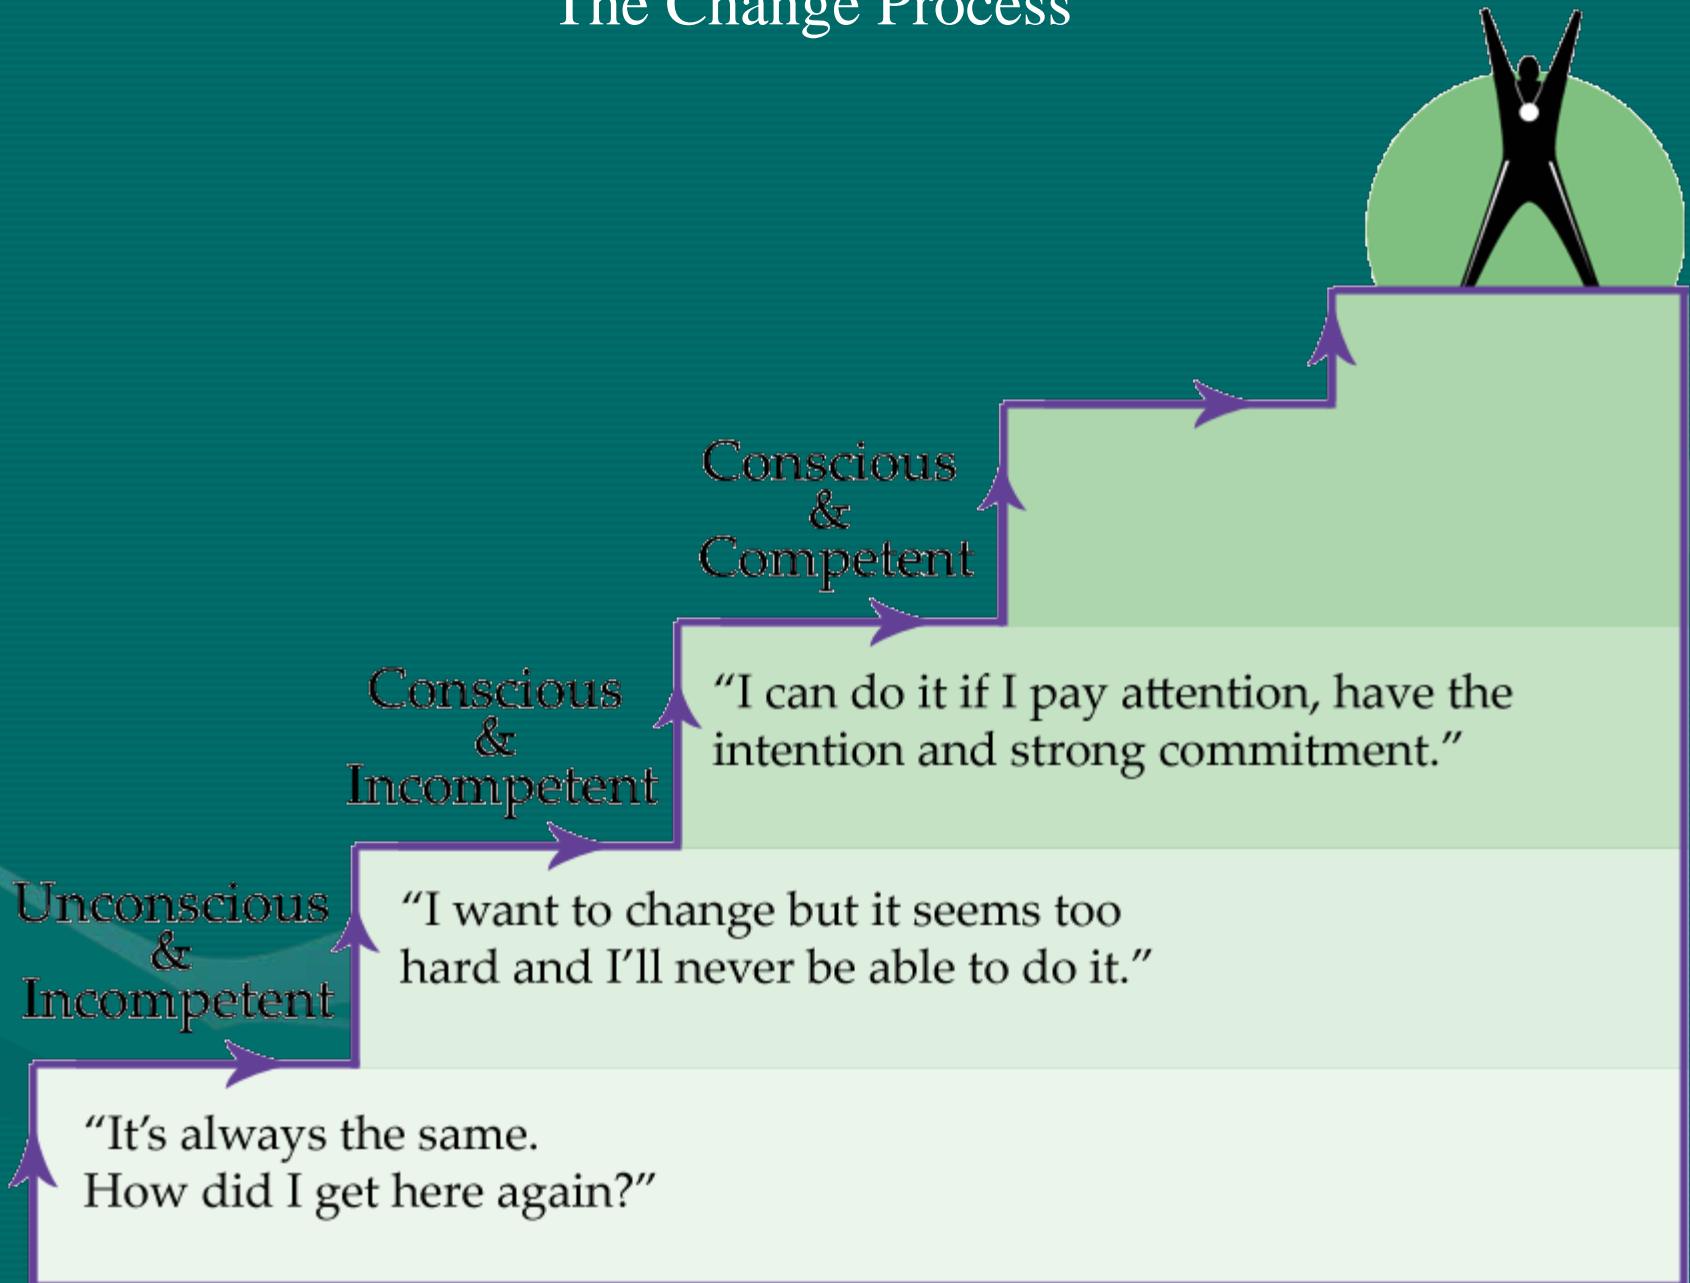 The Change Process
Conscious
&
Competent
Conscious
&
Incompetent
“I can do it if I pay attention, have the
intention and strong commitment.”
Unconscious
&
Incompetent
“I want to change but it seems too
hard and I’ll never be able to do it.”
“It’s always the same.
How did I get here again?”